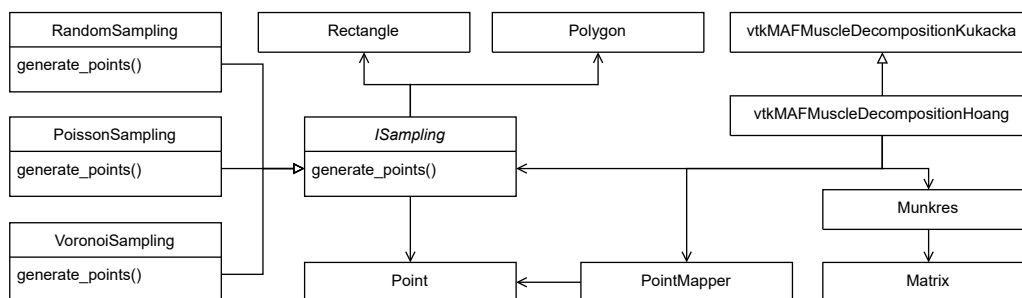 RandomSampling
generate_points()
Rectangle
Polygon
vtkMAFMuscleDecompositionKukacka
vtkMAFMuscleDecompositionHoang
PoissonSampling
generate_points()
ISampling
generate_points()
Munkres
VoronoiSampling
generate_points()
Point
PointMapper
Matrix